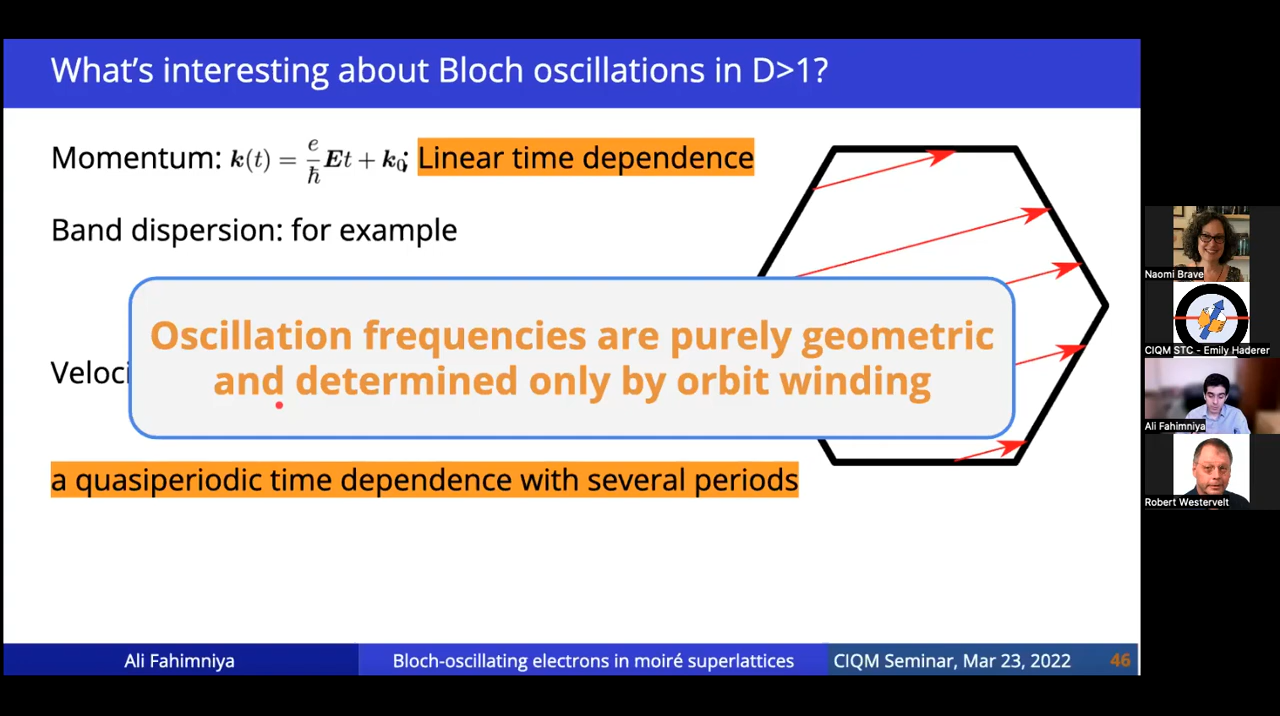 What's interesting about Bloch oscillations in D>1?
Momentum: k(t) = e/ħ Et + k₀; Linear time dependence
Band dispersion: for example
Oscillation frequencies are purely geometric
and determined only by orbit winding
Veloci
a quasiperiodic time dependence with several periods
Ali Fahimniya
Bloch-oscillating electrons in moiré superlattices
CIQM Seminar, Mar 23, 2022
46
Naomi Brave
CIQM STC - Emily Haderer
Ali Fahimniya
Robert Westervelt